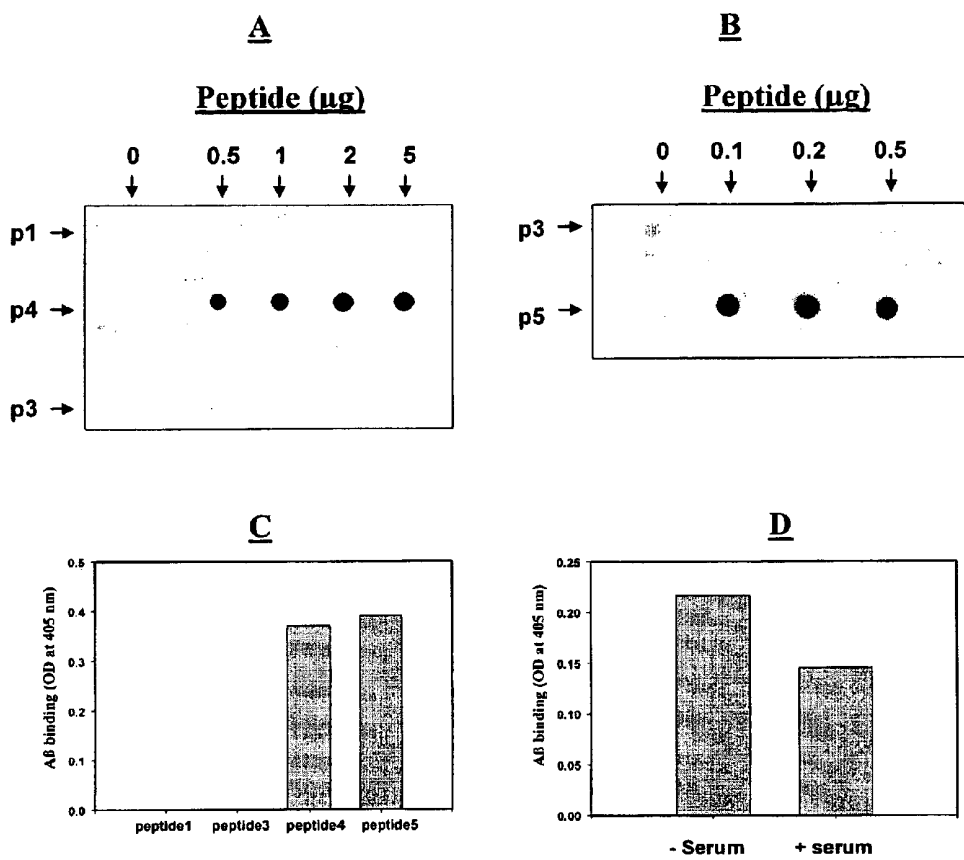 A
Peptide (µg)
0 0.5 1 2 5
p1
p4
p3
B
Peptide (µg)
0 0.1 0.2 0.5
p3
p5
C
Aß binding (OD at 405 nm)
0.5
0.4
0.3
0.2
0.1
0.0
peptide1 peptide3 peptide4 peptide5
D
Aß binding (OD at 405 nm)
0.25
0.20
0.15
0.10
0.05
0.00
- Serum + serum